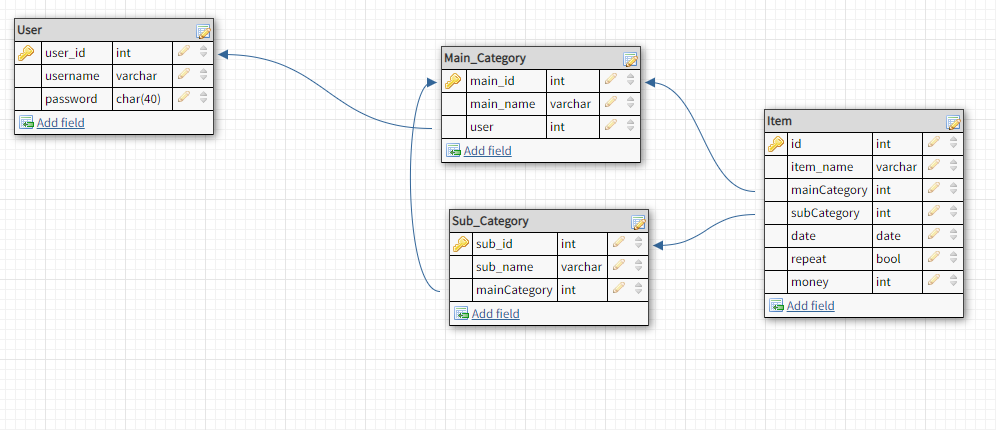 User
user_id int
username varchar
password char(40)
Add field
Main_Category
main_id int
main_name varchar
user int
Add field
Sub_Category
sub_id int
sub_name varchar
mainCategory int
Add field
Item
id int
item_name varchar
mainCategory int
subCategory int
date date
repeat bool
money int
Add field